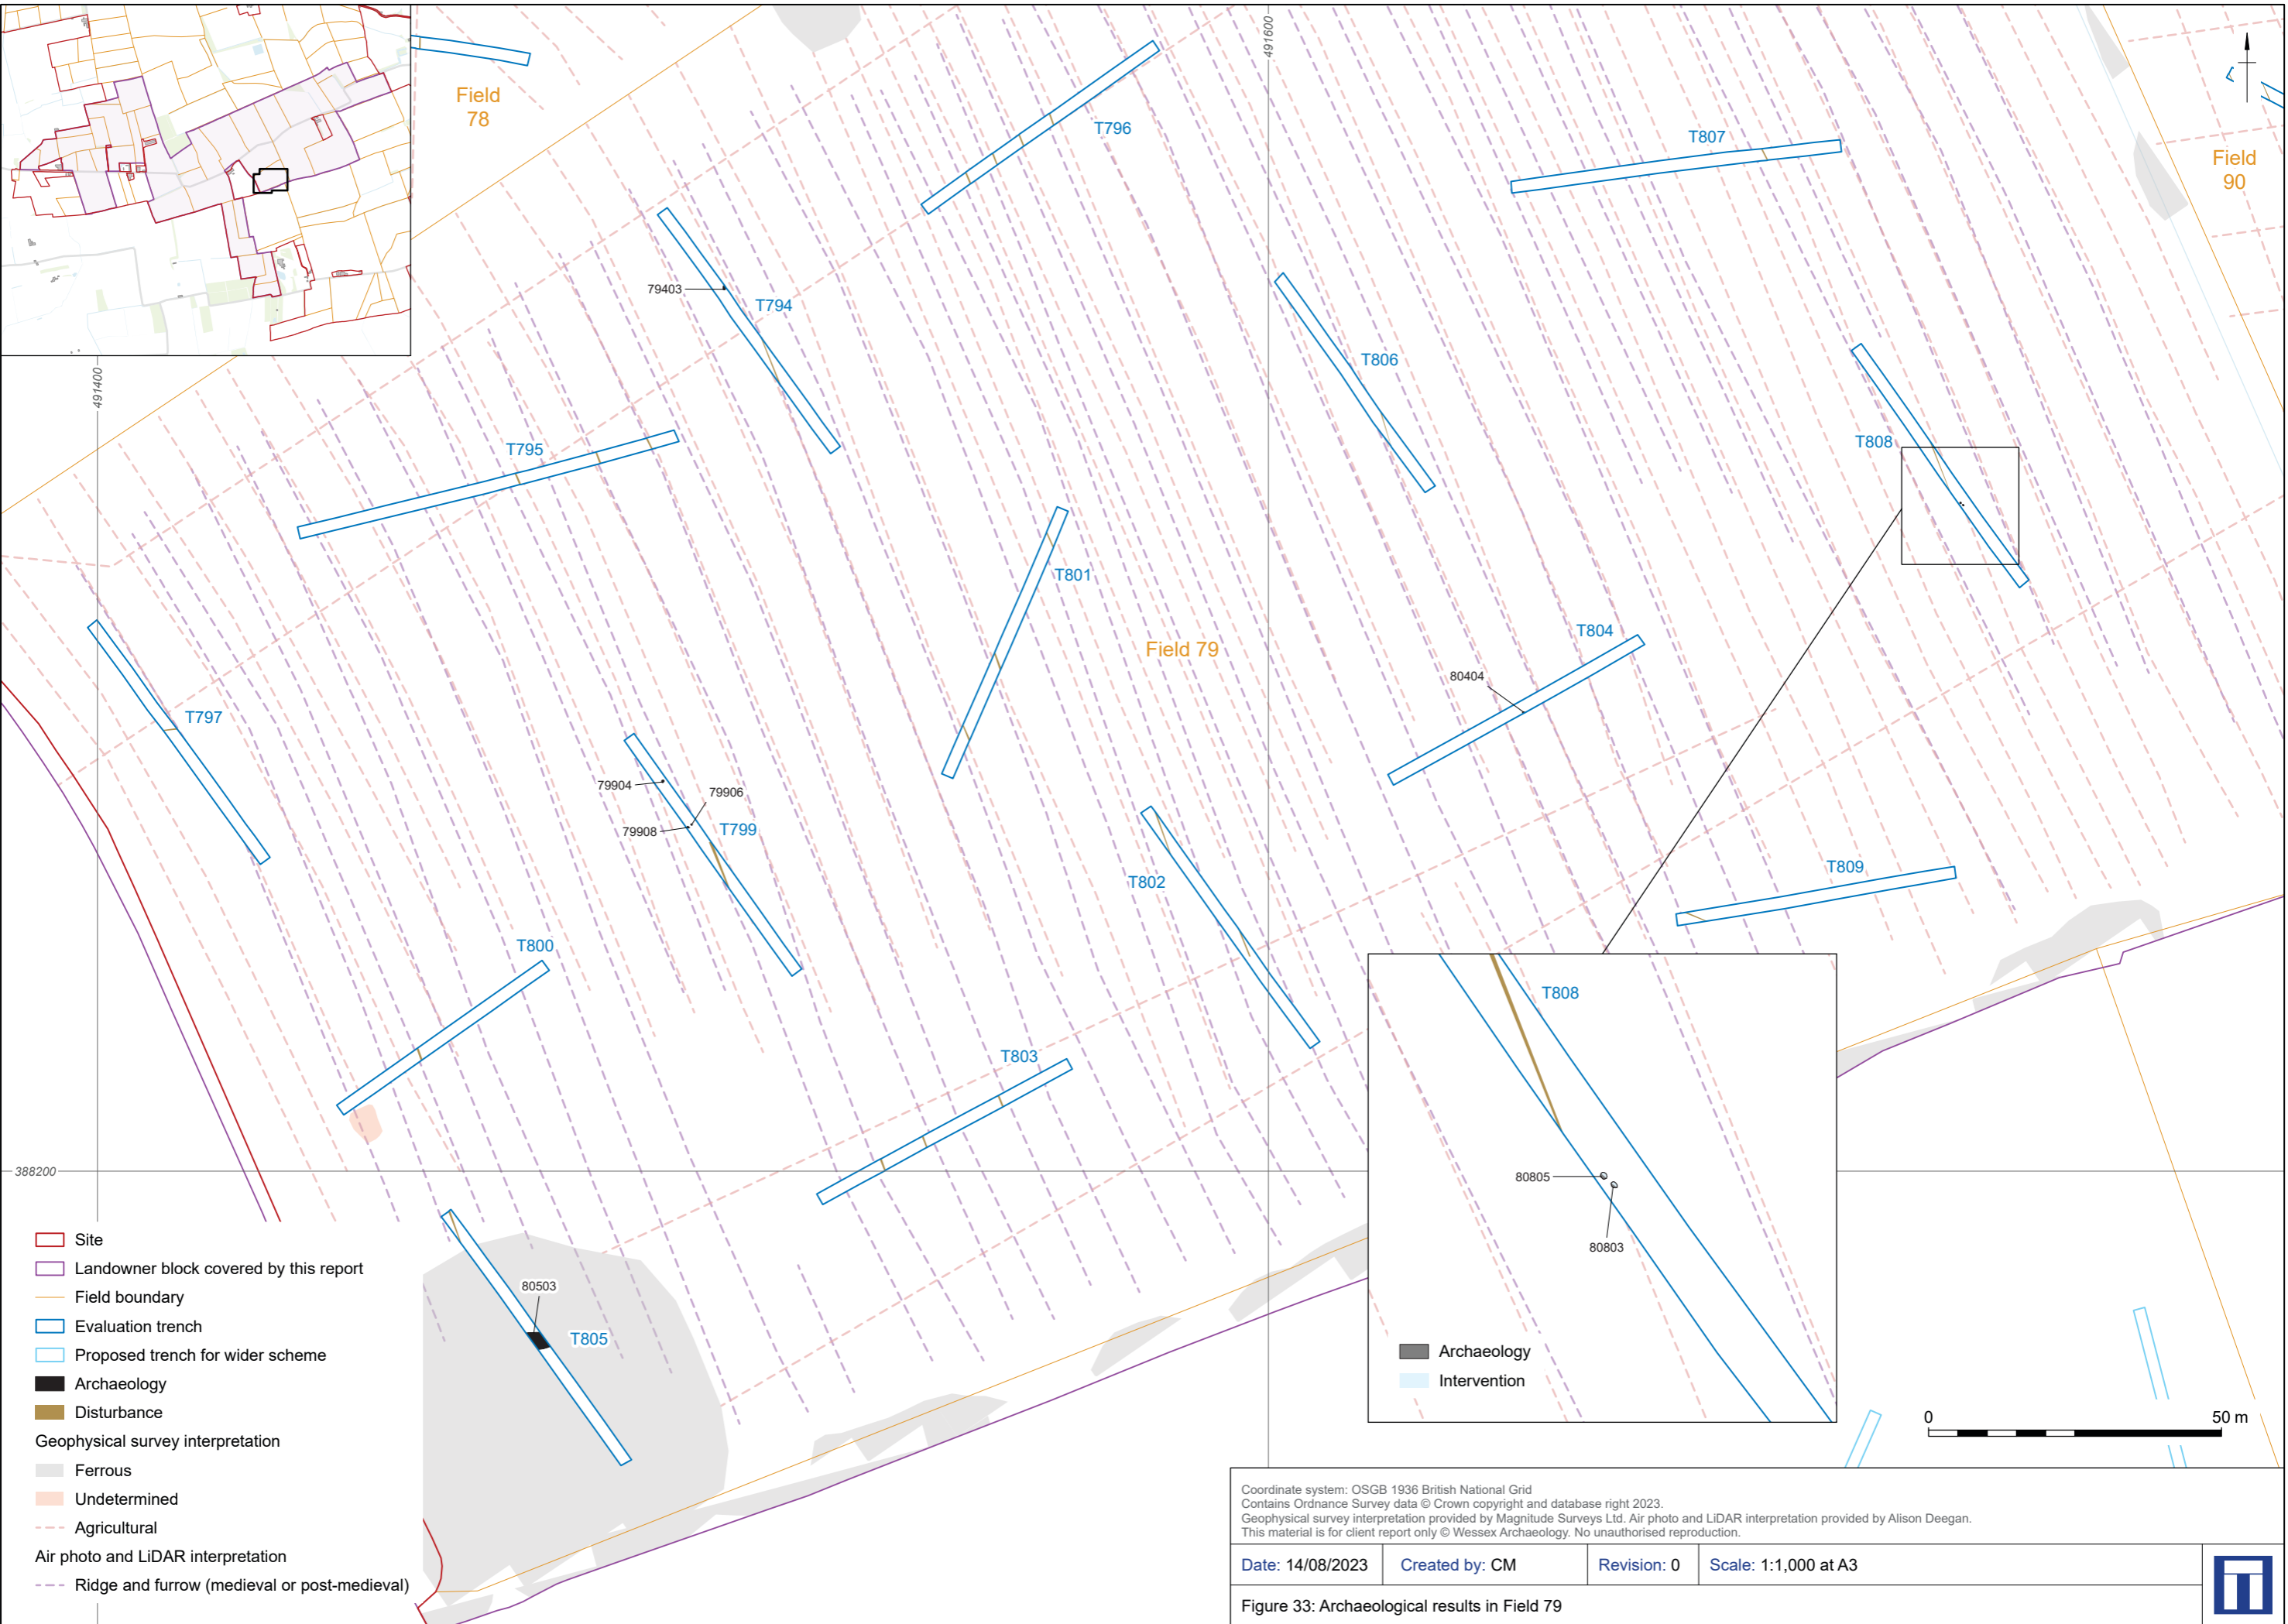 491600
Field
78
T796
T807
Field
90
79403
T794
T806
491400
T795
T808
T801
Field 79
T804
80404
T797
79904
79906
79908
T799
T802
T809
T800
T808
T803
80805
80803
388200
80503
T805
Site
Landowner block covered by this report
Field boundary
Evaluation trench
Proposed trench for wider scheme
Archaeology
Disturbance
Geophysical survey interpretation
Ferrous
Undetermined
Agricultural
Air photo and LiDAR interpretation
Ridge and furrow (medieval or post-medieval)
Archaeology
Intervention
0 50 m
Coordinate system: OSGB 1936 British National Grid
Contains Ordnance Survey data © Crown copyright and database right 2023.
Geophysical survey interpretation provided by Magnitude Surveys Ltd. Air photo and LiDAR interpretation provided by Alison Deegan.
This material is for client report only © Wessex Archaeology. No unauthorised reproduction.
Date: 14/08/2023 Created by: CM Revision: 0 Scale: 1:1,000 at A3
Figure 33: Archaeological results in Field 79